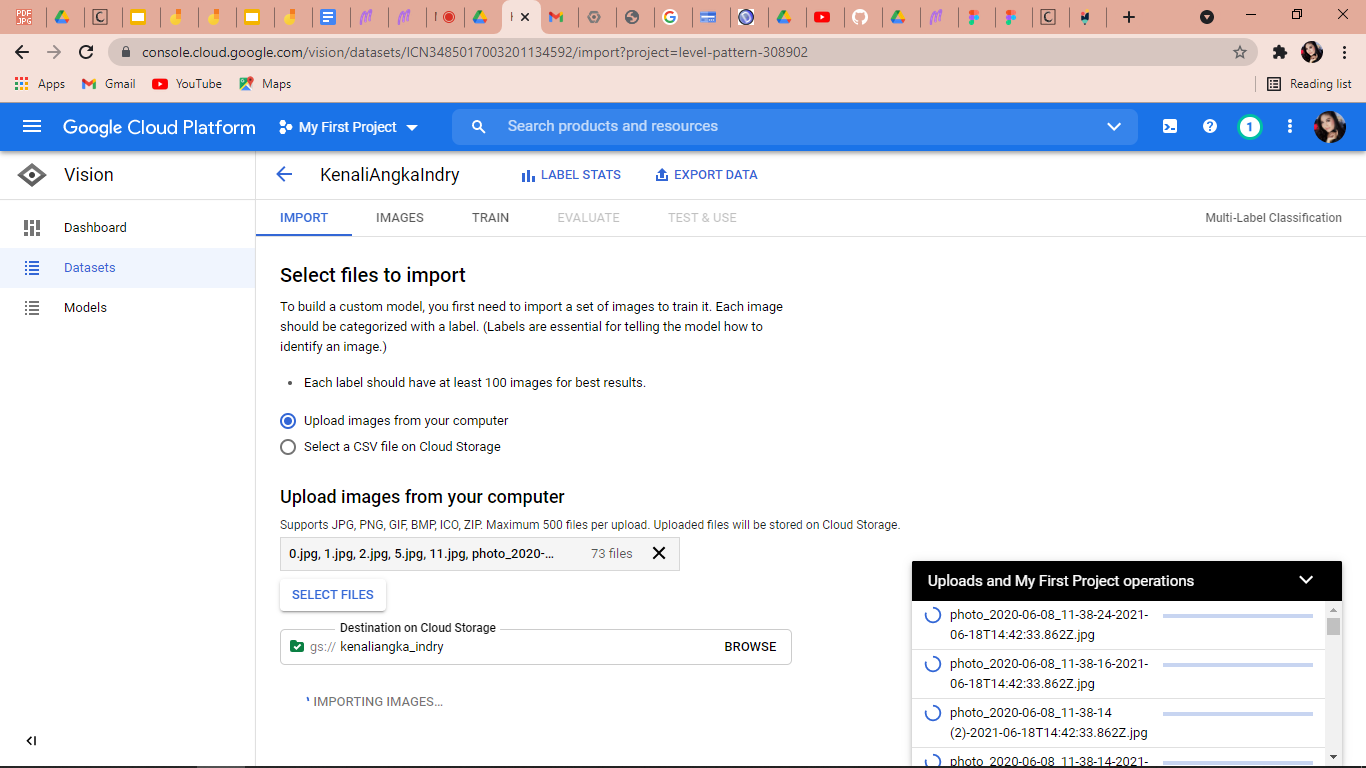 PDF
JPG
console.cloud.google.com/vision/datasets/ICN3485017003201134592/import?project=level-pattern-308902
Apps
Gmail
YouTube
Maps
Reading list
Google Cloud Platform
My First Project
Search products and resources
1
Vision
KenaliAngkaIndry
LABEL STATS
EXPORT DATA
IMPORT
IMAGES
TRAIN
EVALUATE
TEST & USE
Multi-Label Classification
Dashboard
Datasets
Models
Select files to import
To build a custom model, you first need to import a set of images to train it. Each image
should be categorized with a label. (Labels are essential for telling the model how to
identify an image.)
• Each label should have at least 100 images for best results.
Upload images from your computer
Select a CSV file on Cloud Storage
Upload images from your computer
Supports JPG, PNG, GIF, BMP, ICO, ZIP. Maximum 500 files per upload. Uploaded files will be stored on Cloud Storage.
0.jpg, 1.jpg, 2.jpg, 5.jpg, 11.jpg, photo_2020-...
73 files
SELECT FILES
Destination on Cloud Storage
gs:// kenaliangka_indry
BROWSE
IMPORTING IMAGES...
Uploads and My First Project operations
photo_2020-06-08_11-38-24-2021-
06-18T14:42:33.862Z.jpg
photo_2020-06-08_11-38-16-2021-
06-18T14:42:33.862Z.jpg
photo_2020-06-08_11-38-14
(2)-2021-06-18T14:42:33.862Z.jpg
photo_2020-06-08_11-38-14-2021-